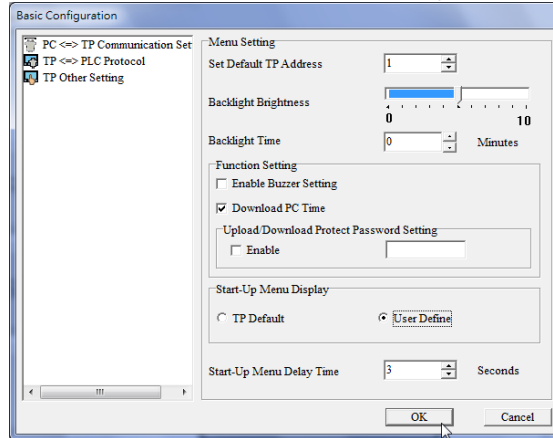 Basic Configuration
PC <=> TP Communication Set
TP <=> PLC Protocol
TP Other Setting
Menu Setting
Set Default TP Address 1
Backlight Brightness
0 10
Backlight Time 0 Minutes
Function Setting
Enable Buzzer Setting
Download PC Time
Upload/Download Protect Password Setting
Enable
Start-Up Menu Display
TP Default User Define
Start-Up Menu Delay Time 3 Seconds
OK Cancel